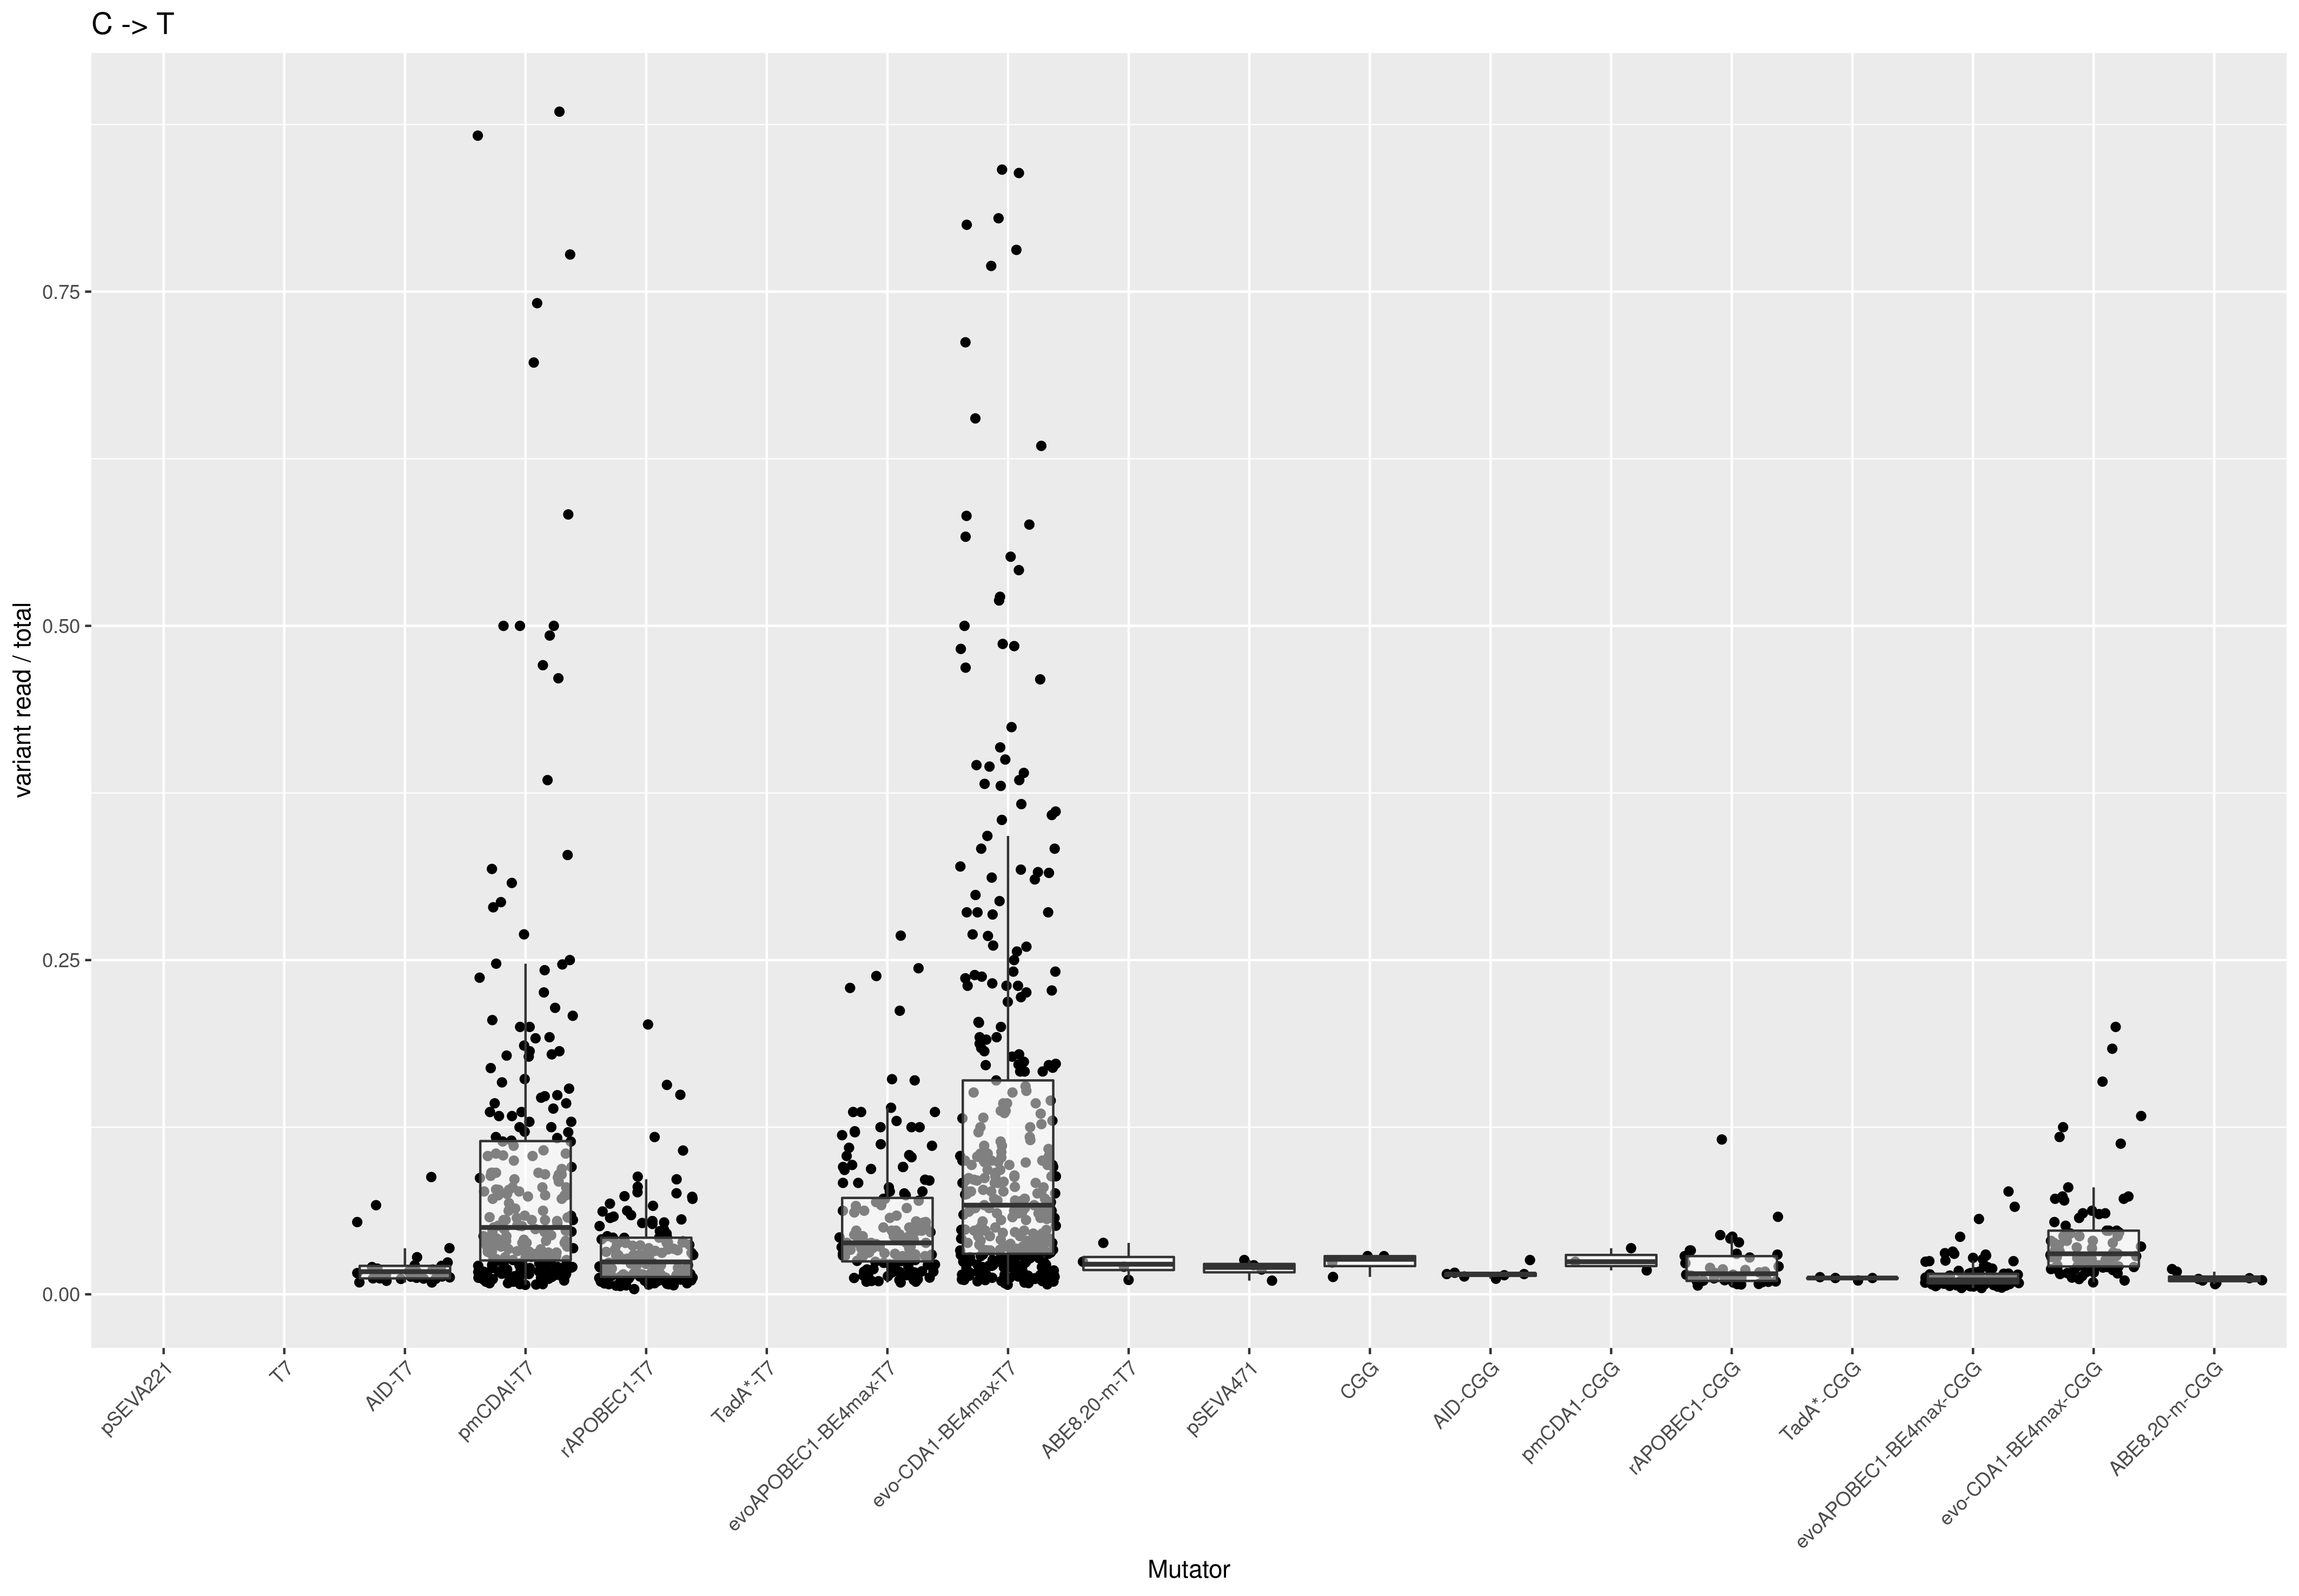 C -> T
variant read / total
0.75
0.50
0.25
0.00
pSEVA221
T7
AID-T7
pmCDAI-T7
rAPOBEC1-T7
TadA*-T7
evoAPOBEC1-BE4max-T7
evo-CDA1-BE4max-T7
ABE8.20-m-T7
pSEVA471
CGG
AID-CGG
pmCDA1-CGG
rAPOBEC1-CGG
TadA*-CGG
evoAPOBEC1-BE4max-CGG
evo-CDA1-BE4max-CGG
ABE8.20-m-CGG
Mutator